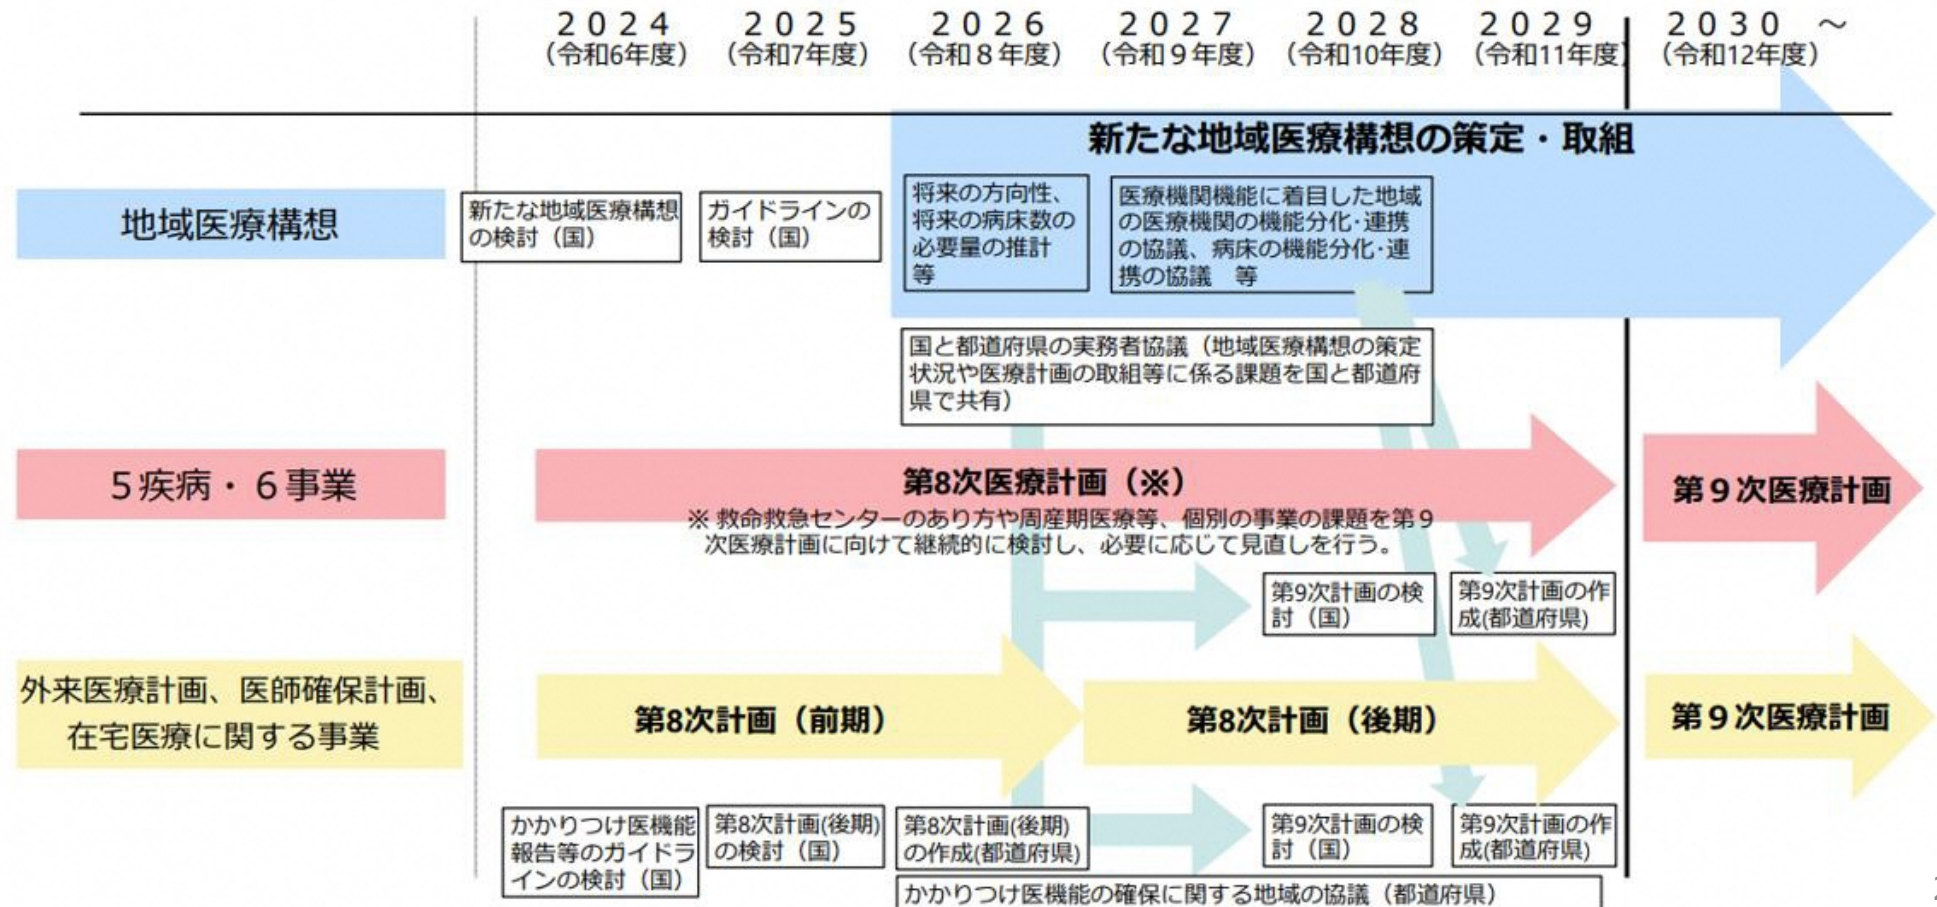 ２０２４ ２０２５ ２０２６ ２０２７ ２０２８ ２０２９ ２０３０ ～
（令和6年度） （令和7年度） （令和８年度） （令和９年度） （令和10年度） （令和11年度） （令和12年度）
新たな地域医療構想の策定・取組
地域医療構想
新たな地域医療構想
の検討（国）
ガイドラインの
検討（国）
将来の方向性、
将来の病床数の
必要量の推計
等
医療機関機能に着目した地域
の医療機関の機能分化･連携
の協議、病床の機能分化･連
携の協議　等
国と都道府県の実務者協議（地域医療構想の策定
状況や医療計画の取組等に係る課題を国と都道府
県で共有）
５疾病・６事業
第8次医療計画（※）
※ 救命救急センターのあり方や周産期医療等、個別の事業の課題を第９
次医療計画に向けて継続的に検討し、必要に応じて見直しを行う。
第９次医療計画
第9次計画の検
討（国）
第9次計画の作
成(都道府県)
外来医療計画、医師確保計画、
在宅医療に関する事業
第8次計画（前期）
第8次計画（後期）
第９次医療計画
かかりつけ医機能
報告等のガイドラ
インの検討（国）
第8次計画(後期)
の検討（国）
第8次計画(後期)
の作成(都道府県)
第9次計画の検
討（国）
第9次計画の作
成(都道府県)
かかりつけ医機能の確保に関する地域の協議（都道府県）